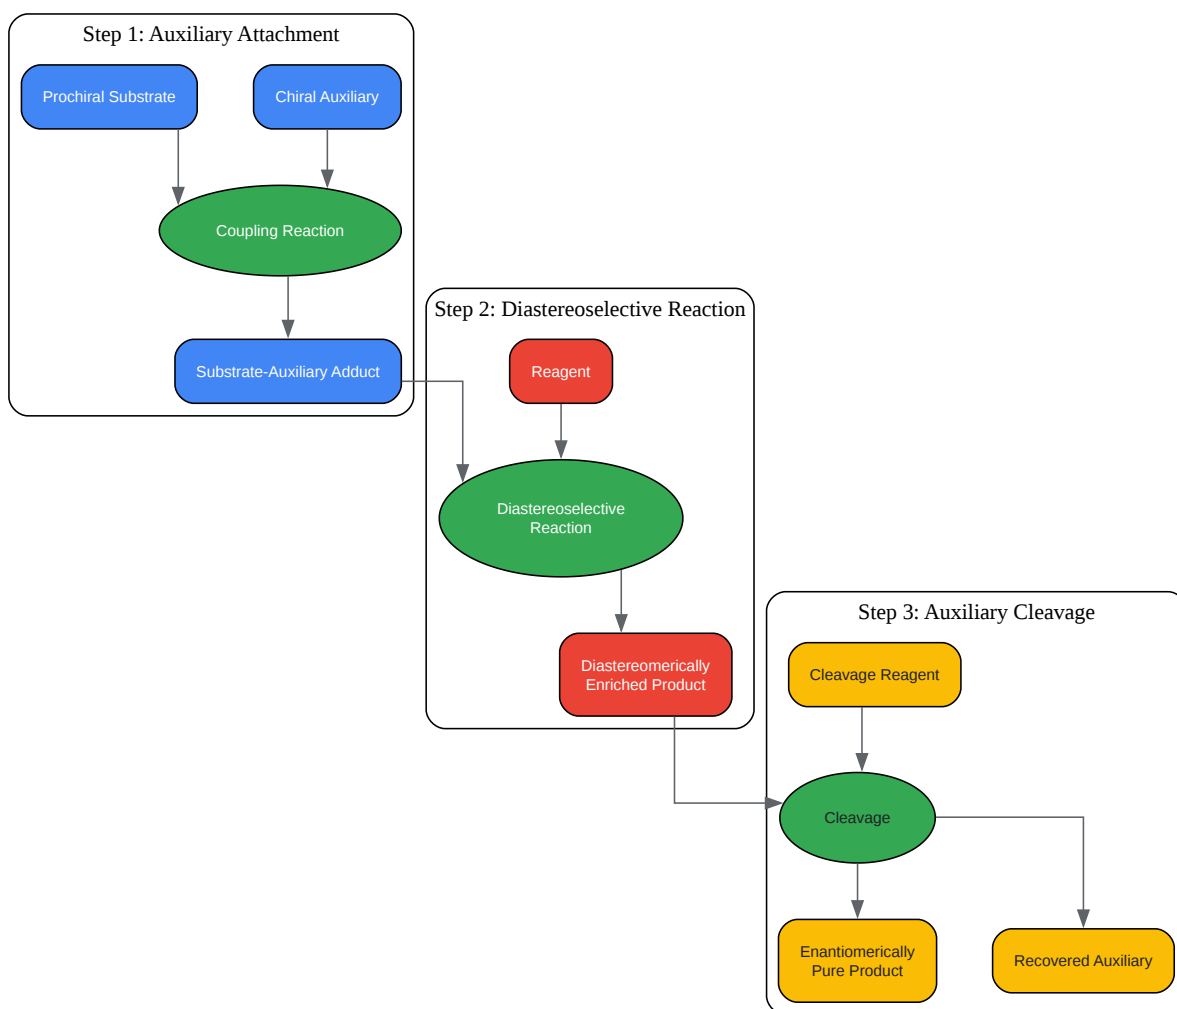 Step 1: Auxiliary Attachment
Prochiral Substrate
Chiral Auxiliary
Coupling Reaction
Substrate-Auxiliary Adduct
Step 2: Diastereoselective Reaction
Reagent
Diastereoselective
Reaction
Diastereomerically
Enriched Product
Step 3: Auxiliary Cleavage
Cleavage Reagent
Cleavage
Enantiomerically
Pure Product
Recovered Auxiliary